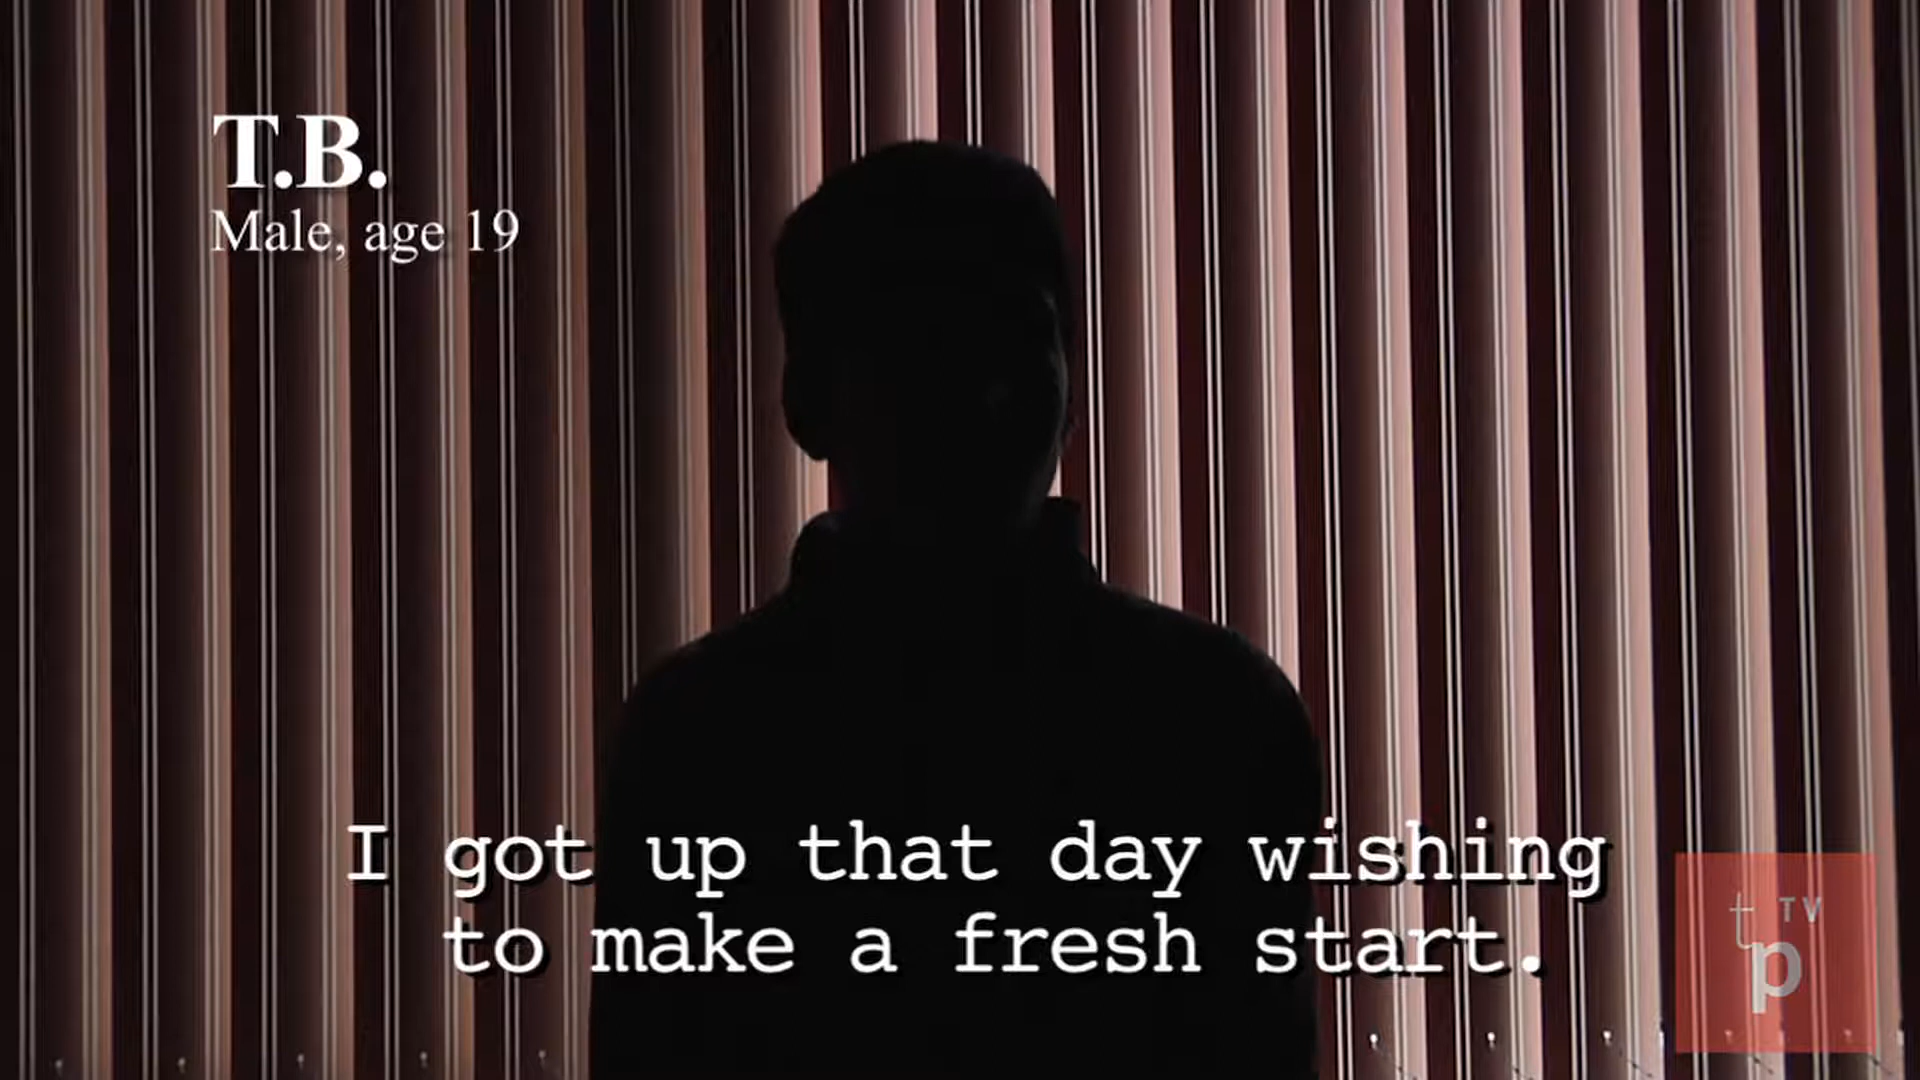 T.B.
Male, age 19
I got up that day wishing
to make a fresh start.
TV
tp